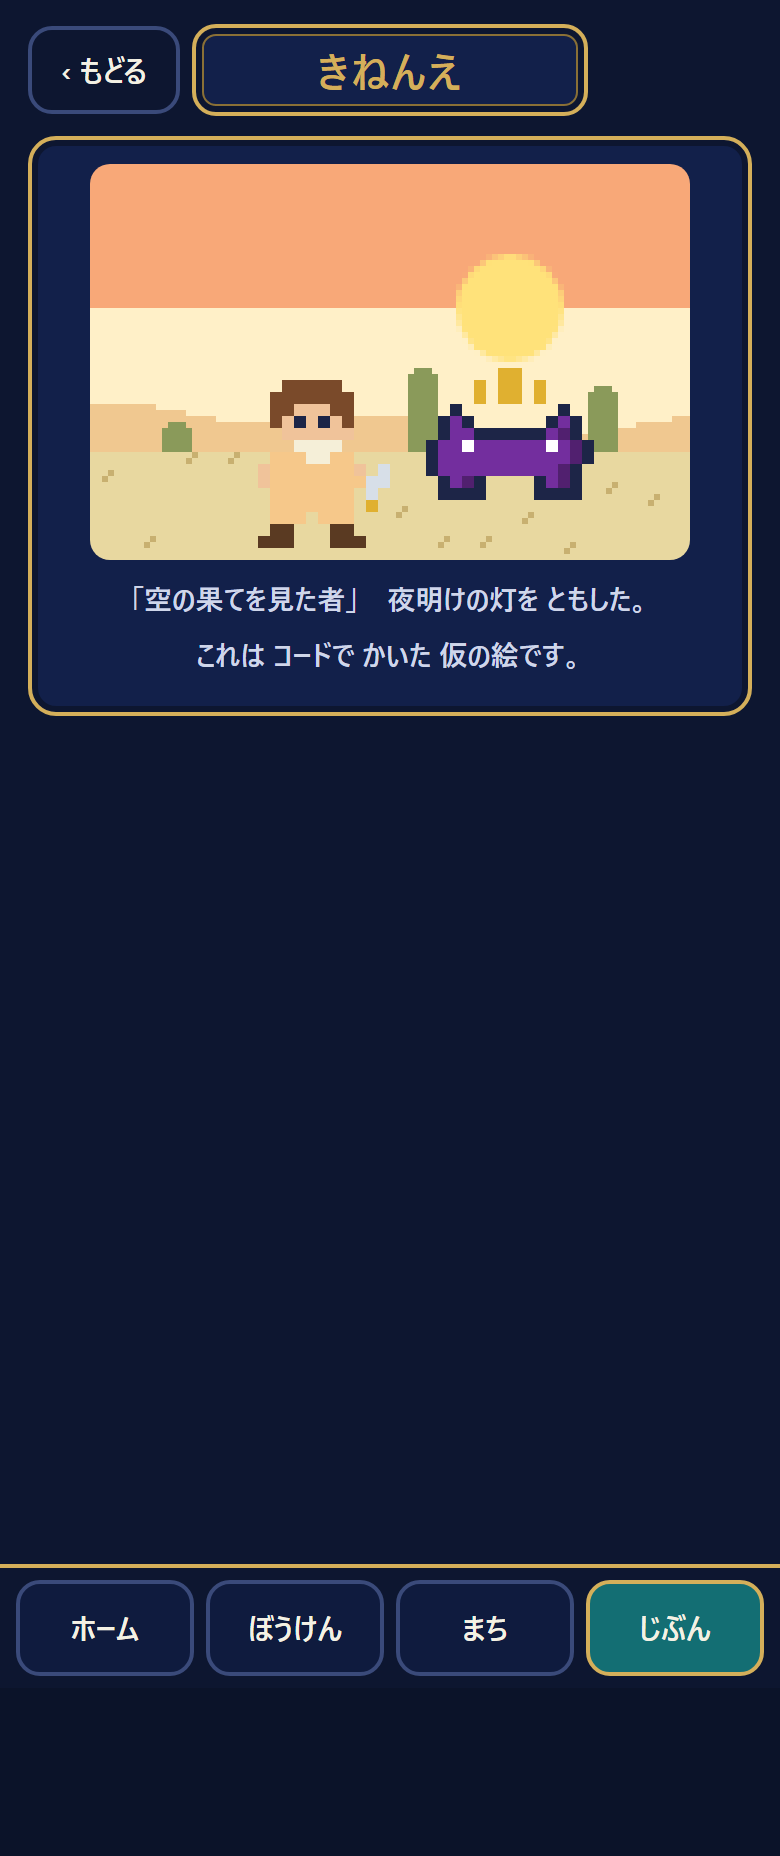 ‹ もどる
きねんえ
「空の果てを見た者」　夜明けの灯を ともした。
これは コードで かいた 仮の絵です。
ホーム
ぼうけん
まち
じぶん